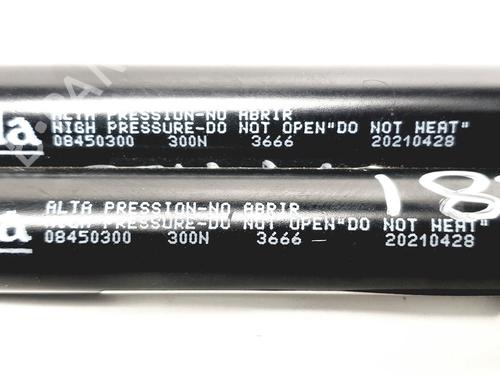 ALTA PRESSION-NO ABRIR
HIGH PRESSURE-DO NOT OPEN"DO NOT HEAT"
08450300 300N 3666 20210428
ALTA PRESSION-NO ABRIR
HIGH PRESSURE-DO NOT OPEN"DO NOT HEAT"
08450300 300N 3666 20210428